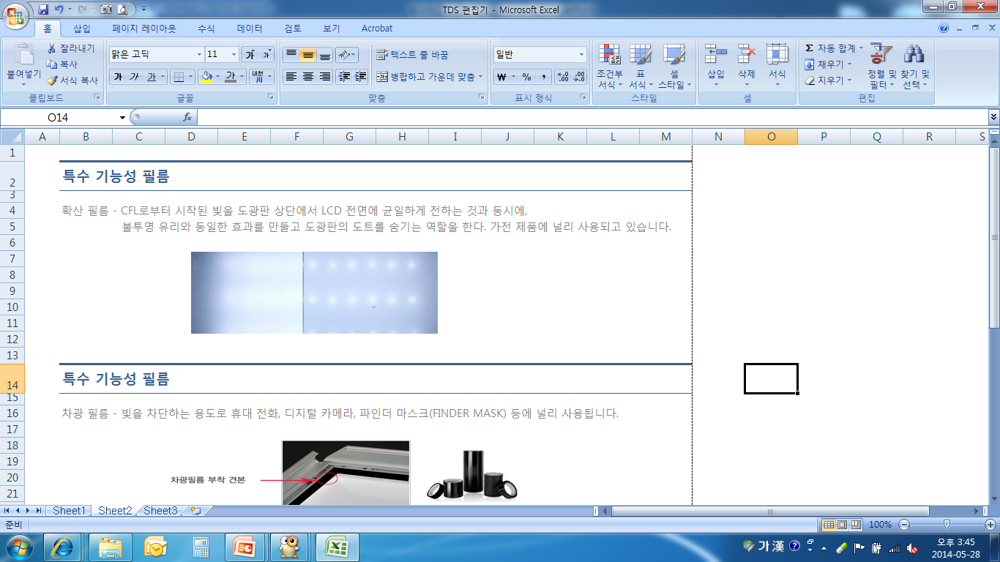 TDS 편집기 - Microsoft Excel
홈 삽입 페이지 레이아웃 수식 데이터 검토 보기 Acrobat
붙여넣기
잘라내기
복사
서식 복사
클립보드
맑은 고딕 11 가 가
가 가 가 가 내천
글꼴
텍스트 줄 바꿈
병합하고 가운데 맞춤
맞춤
일반
₩ % , ←.0 .00 .00 →.0
표시 형식
조건부 서식
표 서식
셀 스타일
스타일
삽입 삭제 서식
셀
Σ 자동 합계
채우기
지우기
정렬 및 필터
찾기 및 선택
편집
O14 fx
A B C D E F G H I J K L M N O P Q R S
1
2 특수 기능성 필름
3
4 확산 필름 - CFL로부터 시작된 빛을 도광판 상단에서 LCD 전면에 균일하게 전하는 것과 동시에,
5 불투명 유리와 동일한 효과를 만들고 도광판의 도트를 숨기는 역할을 한다. 가전 제품에 널리 사용되고 있습니다.
6
7
8
9
10
11
12
13
14 특수 기능성 필름
15
16 차광 필름 - 빛을 차단하는 용도로 휴대 전화, 디지털 카메라, 파인더 마스크(FINDER MASK) 등에 널리 사용됩니다.
17
18
19
20 차광필름 부착 견본
21
Sheet1 Sheet2 Sheet3
준비 100%
가 漢 오후 3:45
2014-05-28